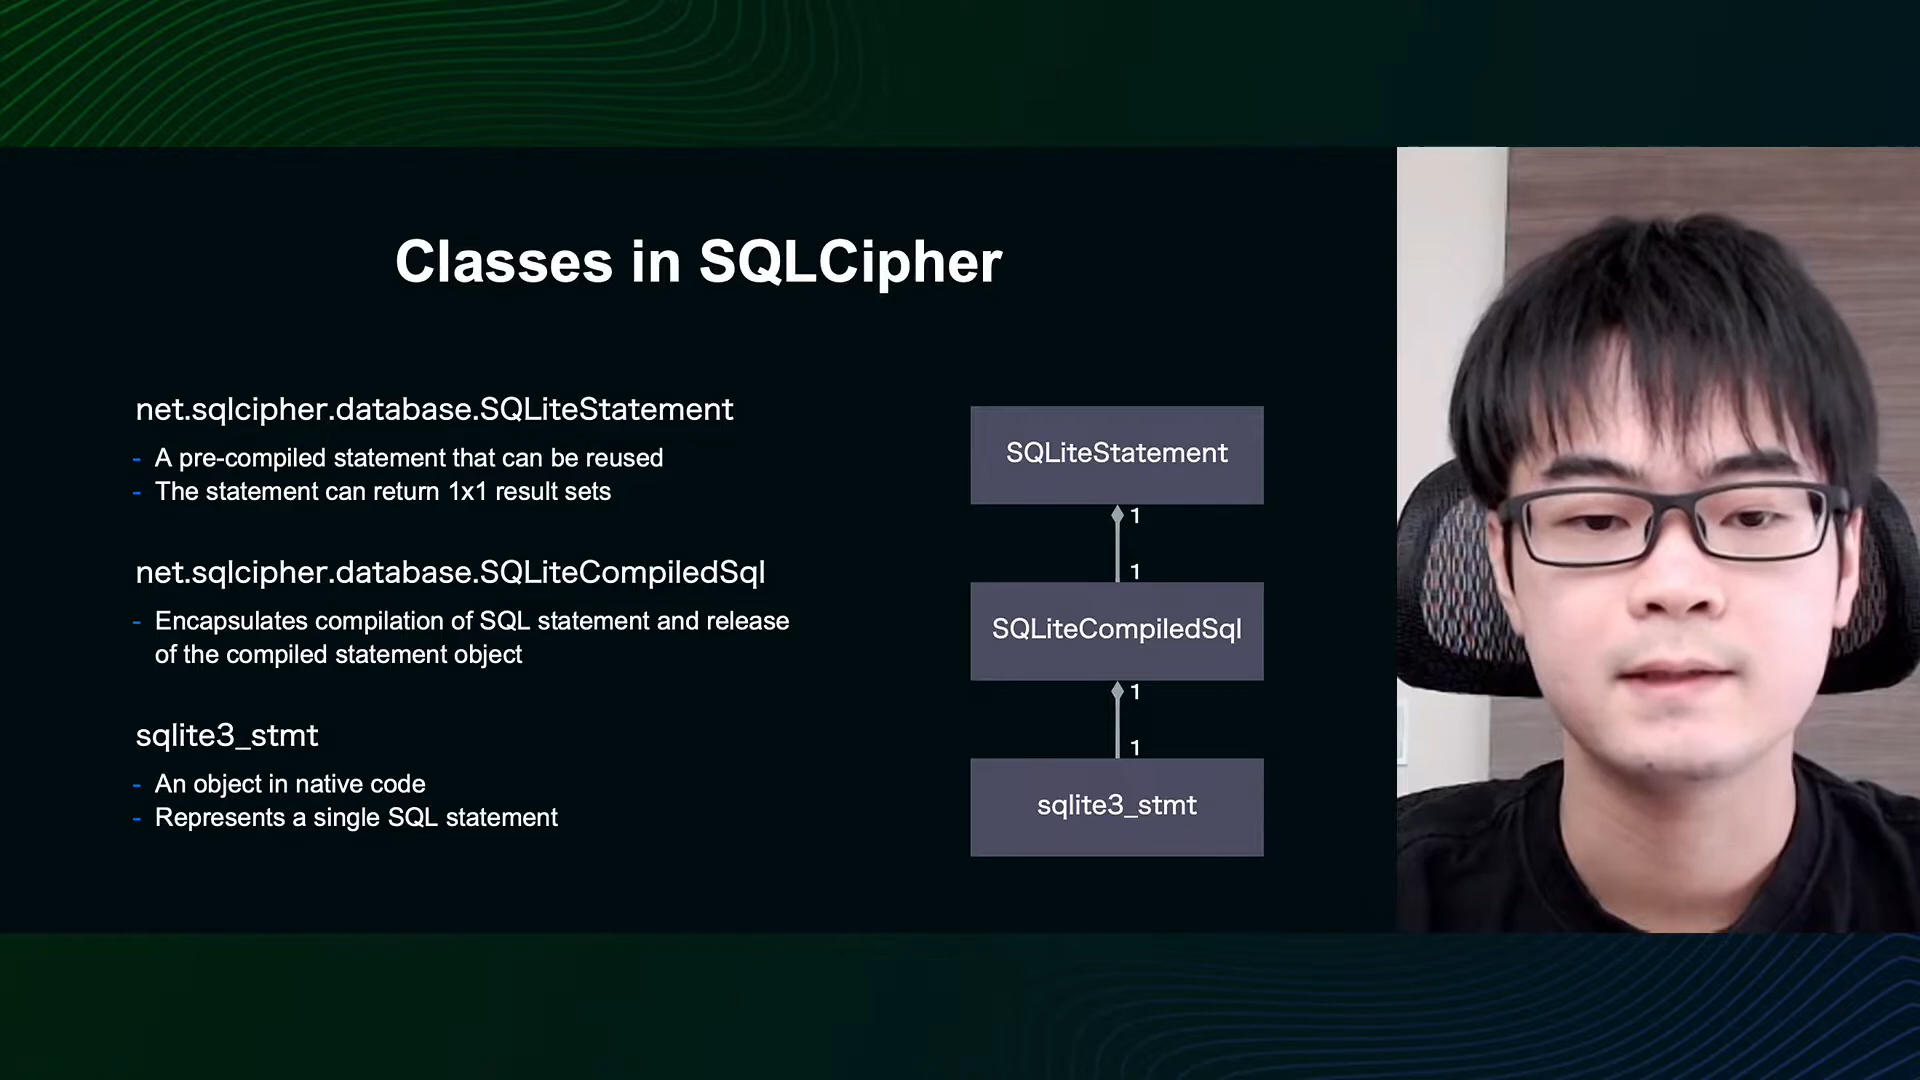 Classes in SQLCipher
net.sqlcipher.database.SQLiteStatement
- A pre-compiled statement that can be reused
- The statement can return 1x1 result sets
net.sqlcipher.database.SQLiteCompiledSql
- Encapsulates compilation of SQL statement and release
of the compiled statement object
sqlite3_stmt
- An object in native code
- Represents a single SQL statement
SQLiteStatement
1
1
SQLiteCompiledSql
1
1
sqlite3_stmt